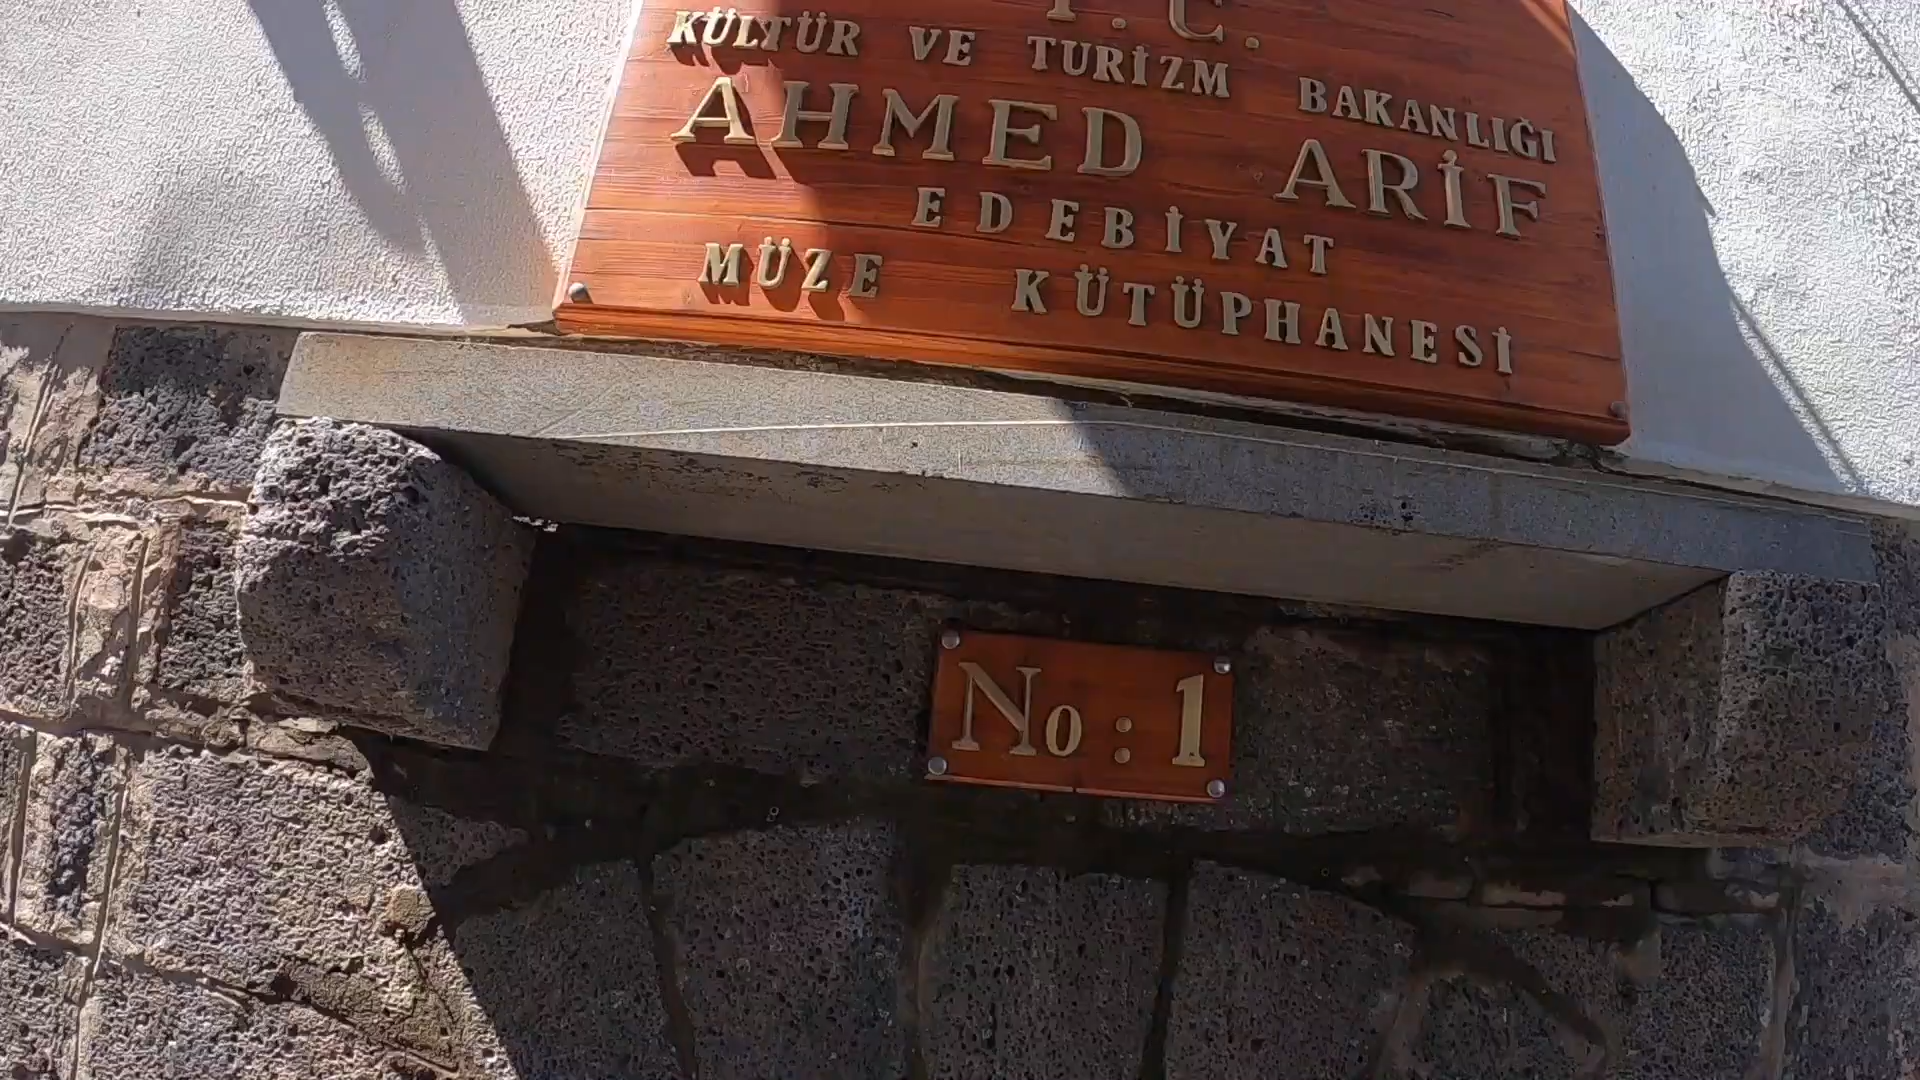 T.C.
KÜLTÜR VE TURİZM BAKANLIĞI
AHMED ARİF
EDEBİYAT
MÜZE KÜTÜPHANESİ
No : 1